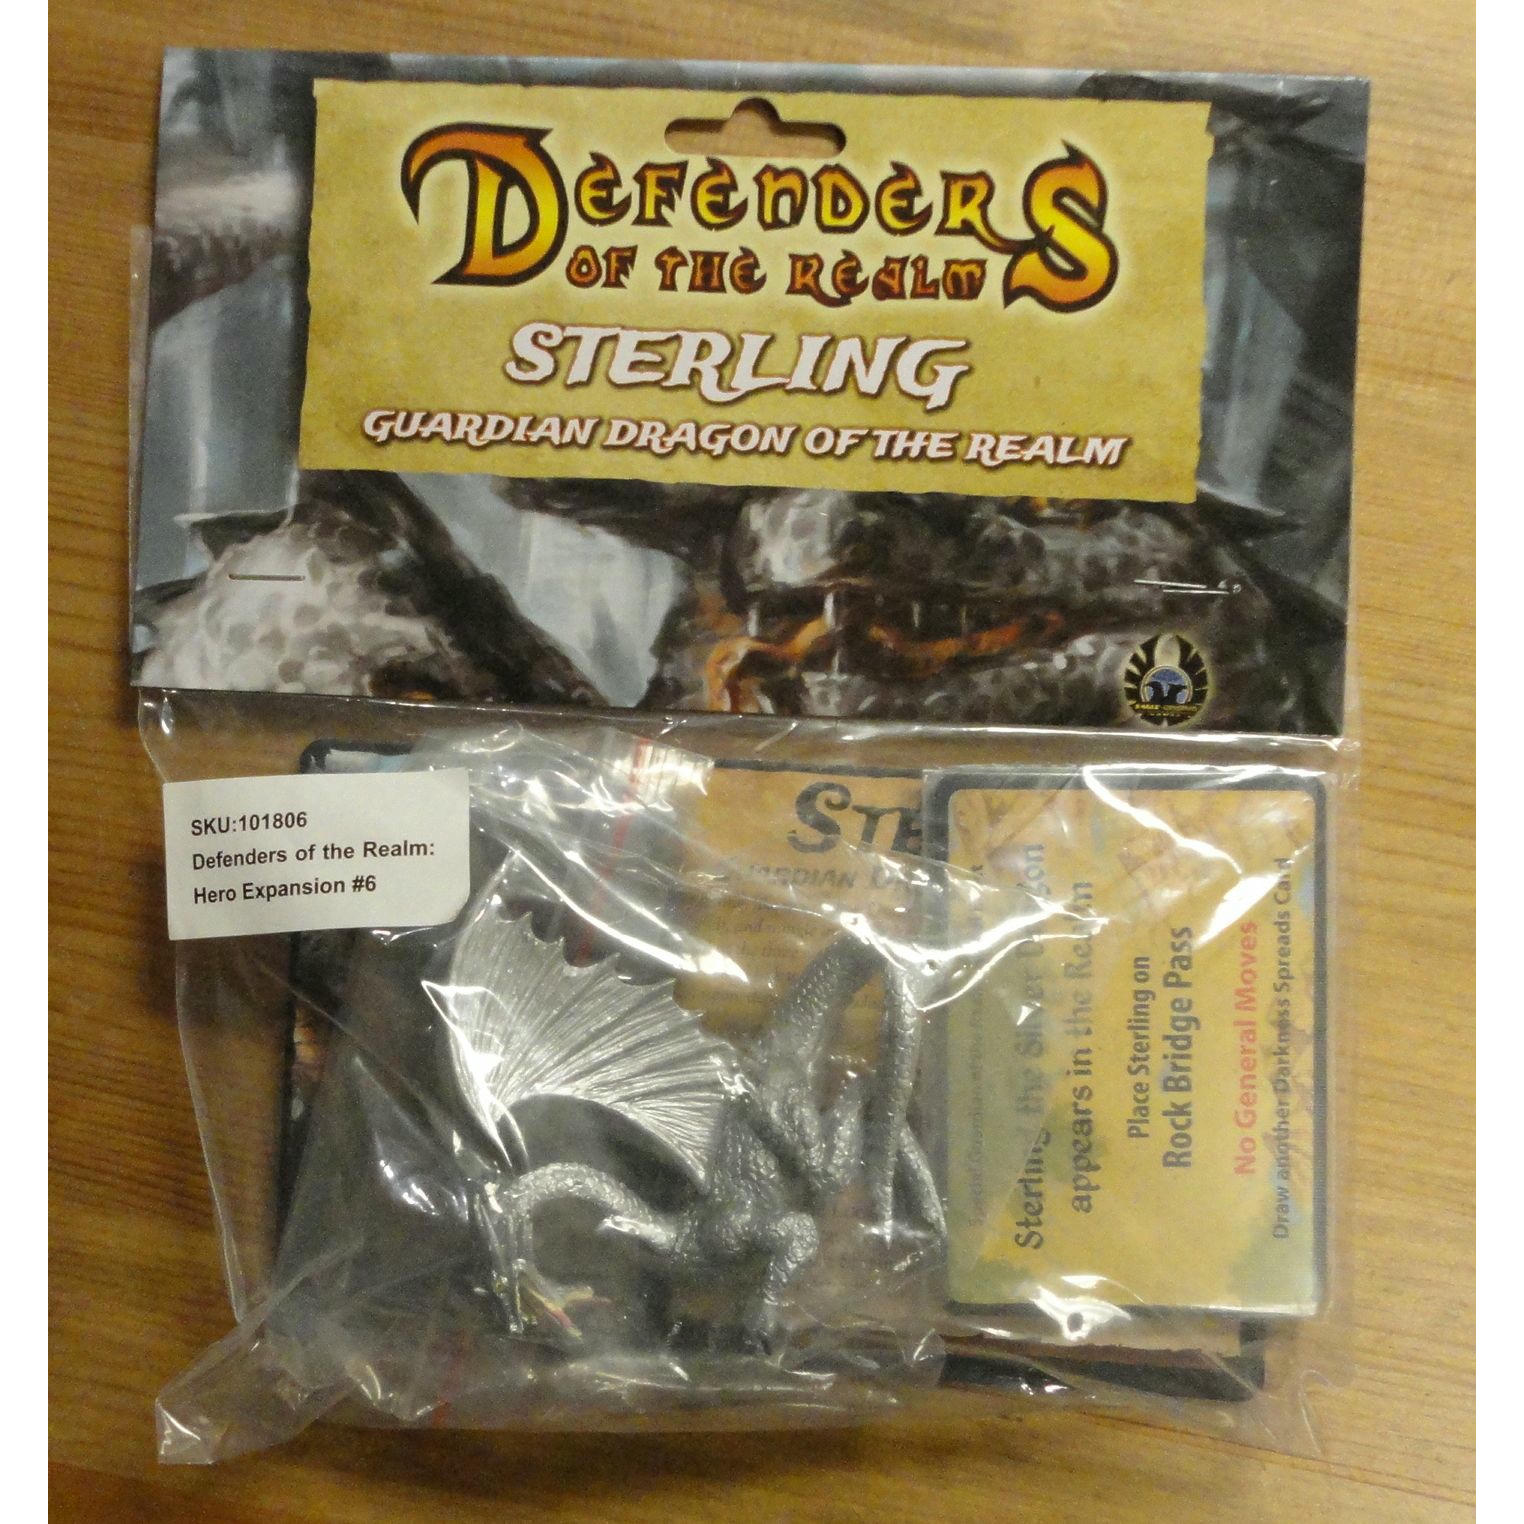 DEFENDERS
OF THE REALM
STERLING
GUARDIAN DRAGON OF THE REALM
SKU:101806
Defenders of the Realm:
Hero Expansion #6
Sterling the Silver Dragon
appears in the Realm
Place Sterling on
Rock Bridge Pass
No General Moves
Draw another Darkness Spreads Card